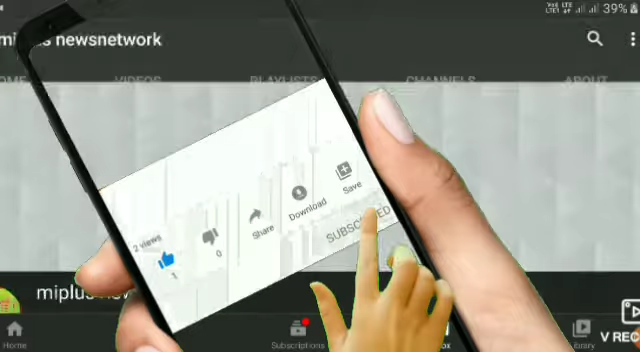 39%
miplus newsnetwork
HOME VIDEOS PLAYLISTS CHANNELS ABOUT
2 views
1
0
Share
Download
Save
SUBSCRIBED
Home
Subscriptions
Library
V REC